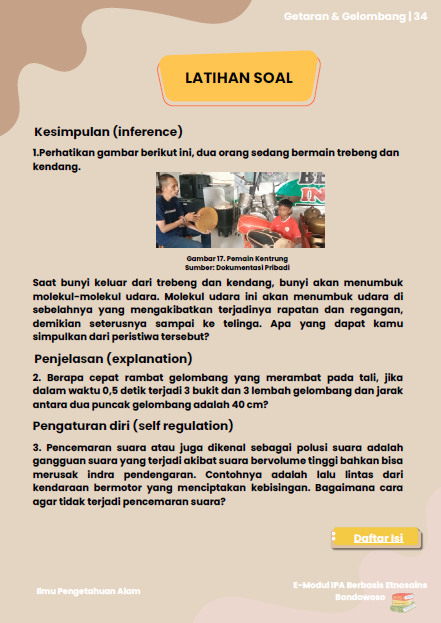 Getaran & Gelombang | 34
LATIHAN SOAL
Kesimpulan (inference)
1.Perhatikan gambar berikut ini, dua orang sedang bermain trebeng dan
kendang.
Gambar 17. Pemain Kentrung
Sumber: Dokumentasi Pribadi
Saat bunyi keluar dari trebeng dan kendang, bunyi akan menumbuk
molekul-molekul udara. Molekul udara ini akan menumbuk udara di
sebelahnya yang mengakibatkan terjadinya rapatan dan regangan,
demikian seterusnya sampai ke telinga. Apa yang dapat kamu
simpulkan dari peristiwa tersebut?
Penjelasan (explanation)
2. Berapa cepat rambat gelombang yang merambat pada tali, jika
dalam waktu 0,5 detik terjadi 3 bukit dan 3 lembah gelombang dan jarak
antara dua puncak gelombang adalah 40 cm?
Pengaturan diri (self regulation)
3. Pencemaran suara atau juga dikenal sebagai polusi suara adalah
gangguan suara yang terjadi akibat suara bervolume tinggi bahkan bisa
merusak indra pendengaran. Contohnya adalah lalu lintas dari
kendaraan bermotor yang menciptakan kebisingan. Bagaimana cara
agar tidak terjadi pencemaran suara?
Daftar Isi
Ilmu Pengetahuan Alam
E-Modul IPA Berbasis Etnosains
Bondowoso